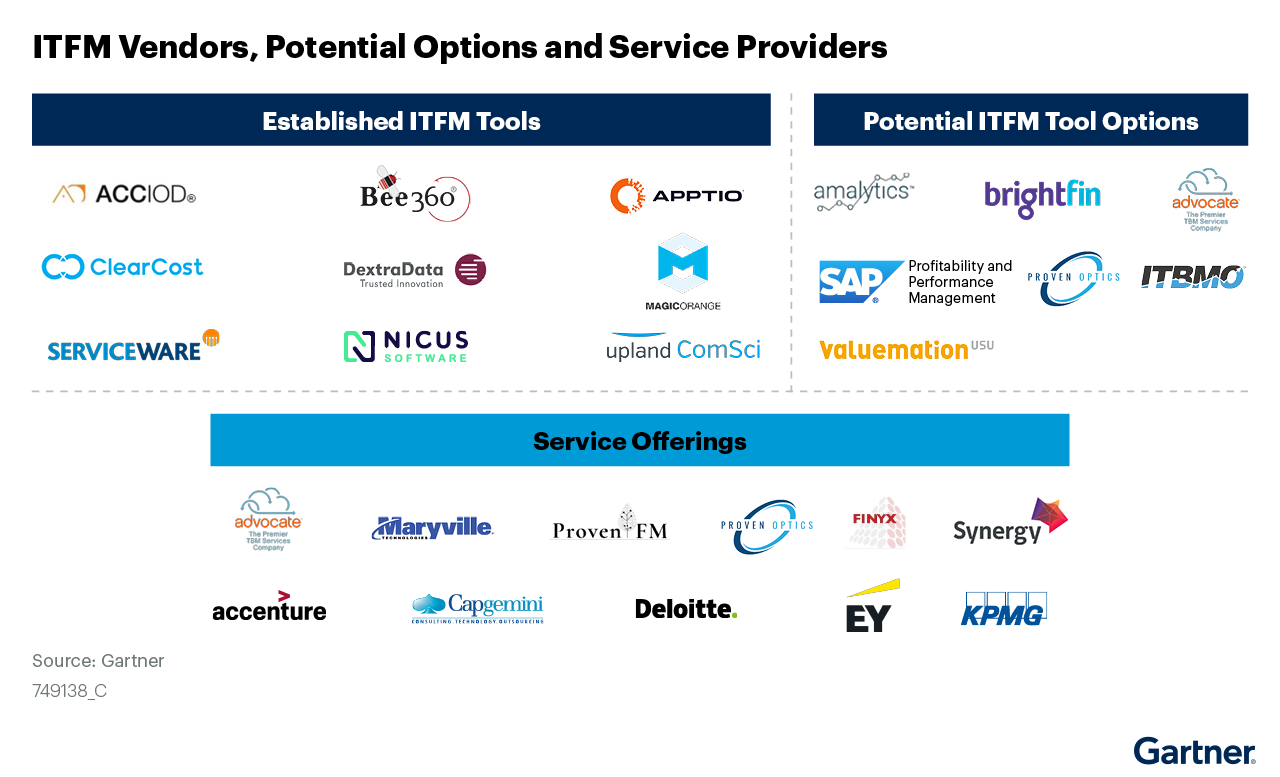 ITFM Vendors, Potential Options and Service Providers
Established ITFM Tools
ACCIOD®
Bee360®
APPTIO
ClearCost
DextraData
Trusted Innovation
MAGICORANGE
SERVICEWARE
NICUS
SOFTWARE
upland ComSci
Potential ITFM Tool Options
amalytics™
brightfin
advocate
The Premier
TBM Services
Company
SAP®
Profitability and
Performance
Management
PROVEN OPTICS
ITBMO
valuemation USU
Service Offerings
advocate
The Premier
TBM Services
Company
Maryville
TECHNOLOGIES
Proven FM
PROVEN OPTICS
FINYX
Synergy
accenture
Capgemini
CONSULTING.TECHNOLOGY.OUTSOURCING
Deloitte.
EY
KPMG
Source: Gartner
749138_C
Gartner®